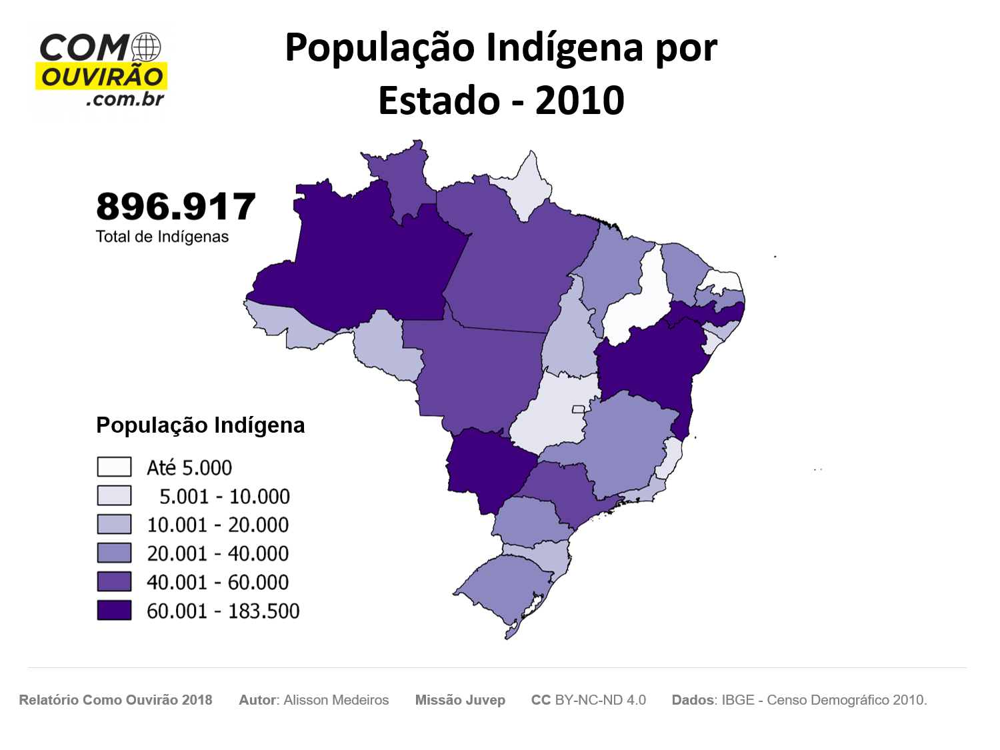 COMO
OUVIRÃO
.com.br
População Indígena por
Estado - 2010
896.917
Total de Indígenas
População Indígena
Até 5.000
5.001 - 10.000
10.001 - 20.000
20.001 - 40.000
40.001 - 60.000
60.001 - 183.500
Relatório Como Ouvirão 2018 Autor: Alisson Medeiros Missão Juvep CC BY-NC-ND 4.0 Dados: IBGE - Censo Demográfico 2010.